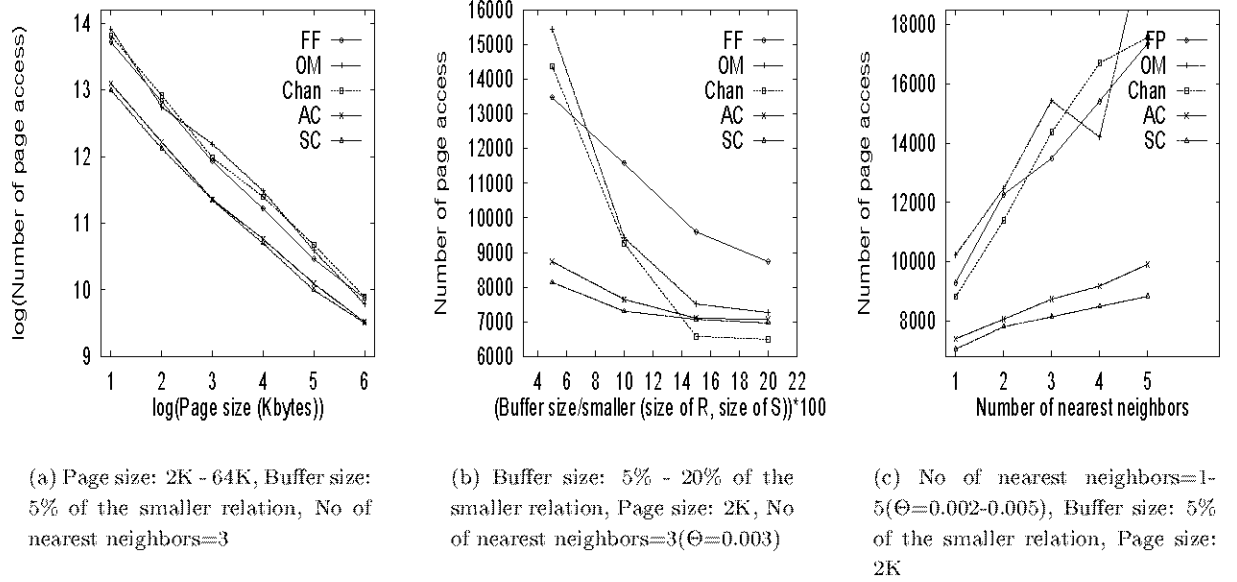 log(Number of page access)
14
13
12
11
10
9
1 2 3 4 5 6
log(Page size (Kbytes))
FF
OM
Chan
AC
SC
Number of page access
16000
15000
14000
13000
12000
11000
10000
9000
8000
7000
6000
4 6 8 10 12 14 16 18 20 22
(Buffer size/smaller (size of R, size of S))*100
FF
OM
Chan
AC
SC
Number of page access
18000
16000
14000
12000
10000
8000
1 2 3 4 5
Number of nearest neighbors
FP
OM
Chan
AC
SC
(a) Page size: 2K - 64K, Buffer size:
5% of the smaller relation, No of
nearest neighbors=3
(b) Buffer size: 5% - 20% of the
smaller relation, Page size: 2K, No
of nearest neighbors=3(Θ=0.003)
(c) No of nearest neighbors=1-
5(Θ=0.002-0.005), Buffer size: 5%
of the smaller relation, Page size:
2K